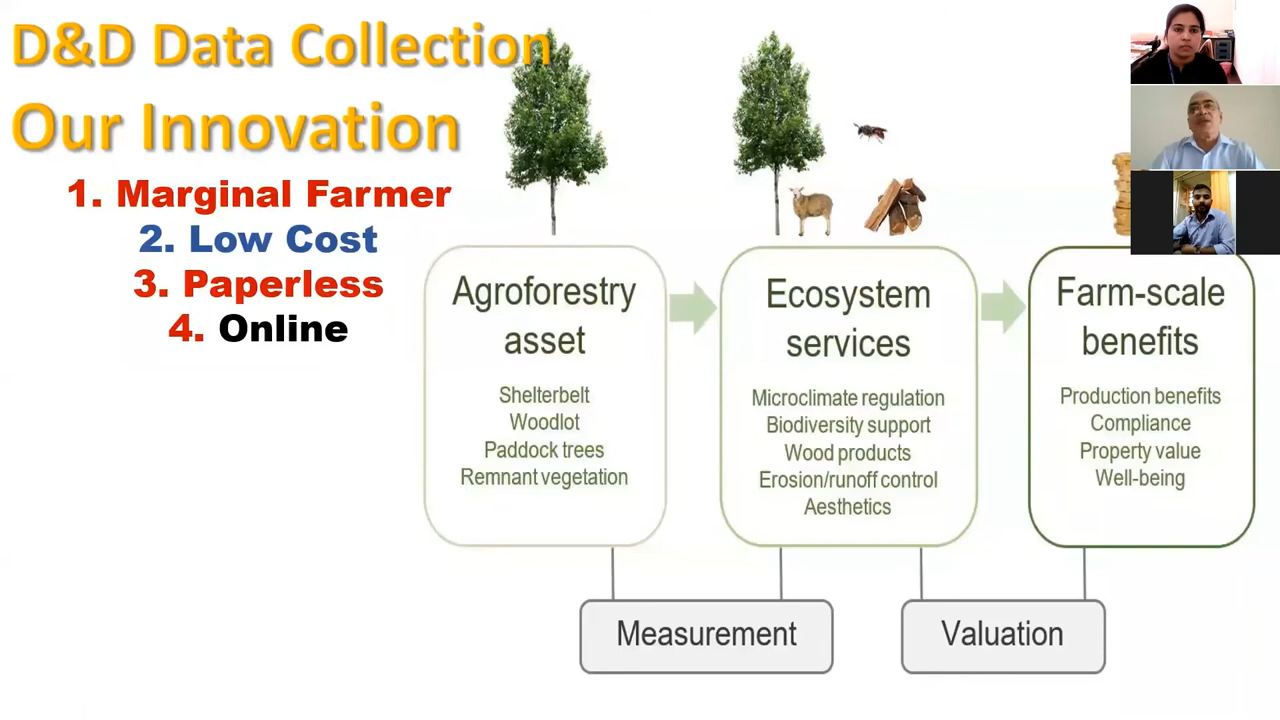 D&D Data Collection
Our Innovation
1. Marginal Farmer
2. Low Cost
3. Paperless
4. Online
Agroforestry
asset
Shelterbelt
Woodlot
Paddock trees
Remnant vegetation
Ecosystem
services
Microclimate regulation
Biodiversity support
Wood products
Erosion/runoff control
Aesthetics
Farm-scale
benefits
Production benefits
Compliance
Property value
Well-being
Measurement
Valuation